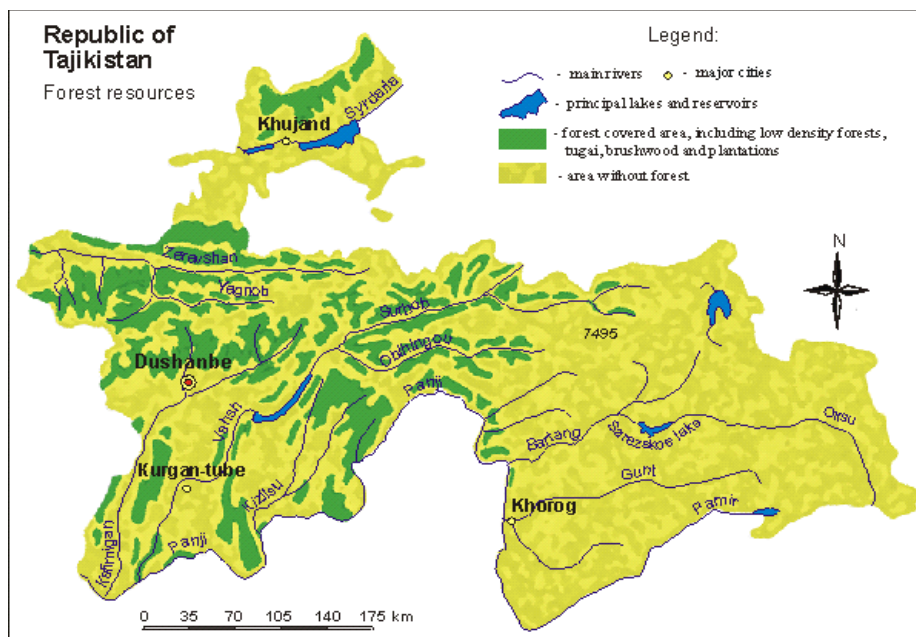 Republic of
Tajikistan
Forest resources
Legend:
- main rivers
- major cities
- principal lakes and reservoirs
- forest covered area, including low density forests,
tugai, brushwood and plantations
- area without forest
Syrdaria
Khujand
N
Zeravshan
Yagnob
Surhob
7495
Obihingou
Dushanbe
Panji
Vahsh
Bartang
Sarezskoe lake
Oksu
Kurgan-tube
Kizilsu
Gunt
Khorog
Pamir
Kafirnigan
Panji
0 35 70 105 140 175 km